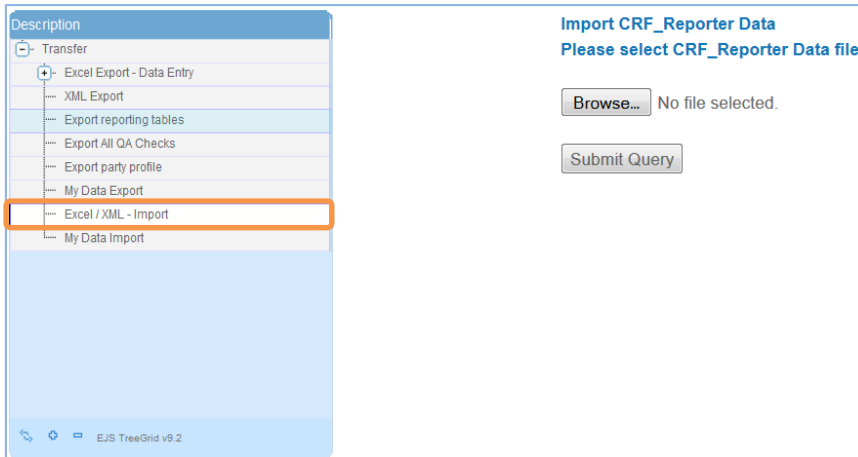 Description
Transfer
Excel Export - Data Entry
XML Export
Export reporting tables
Export All QA Checks
Export party profile
My Data Export
Excel / XML - Import
My Data Import
EJS TreeGrid v9.2
Import CRF_Reporter Data
Please select CRF_Reporter Data file
Browse... No file selected.
Submit Query